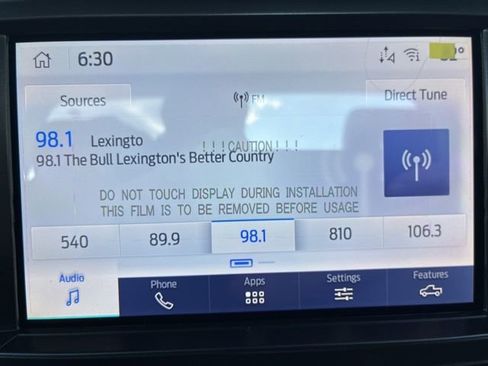 6:30
Sources
FM
Direct Tune
98.1 Lexingto
!!!CAUTION!!!
98.1 The Bull Lexington's Better Country
DO NOT TOUCH DISPLAY DURING INSTALLATION
THIS FILM IS TO BE REMOVED BEFORE USAGE
540 89.9 98.1 810 106.3
Audio Phone Apps Settings Features